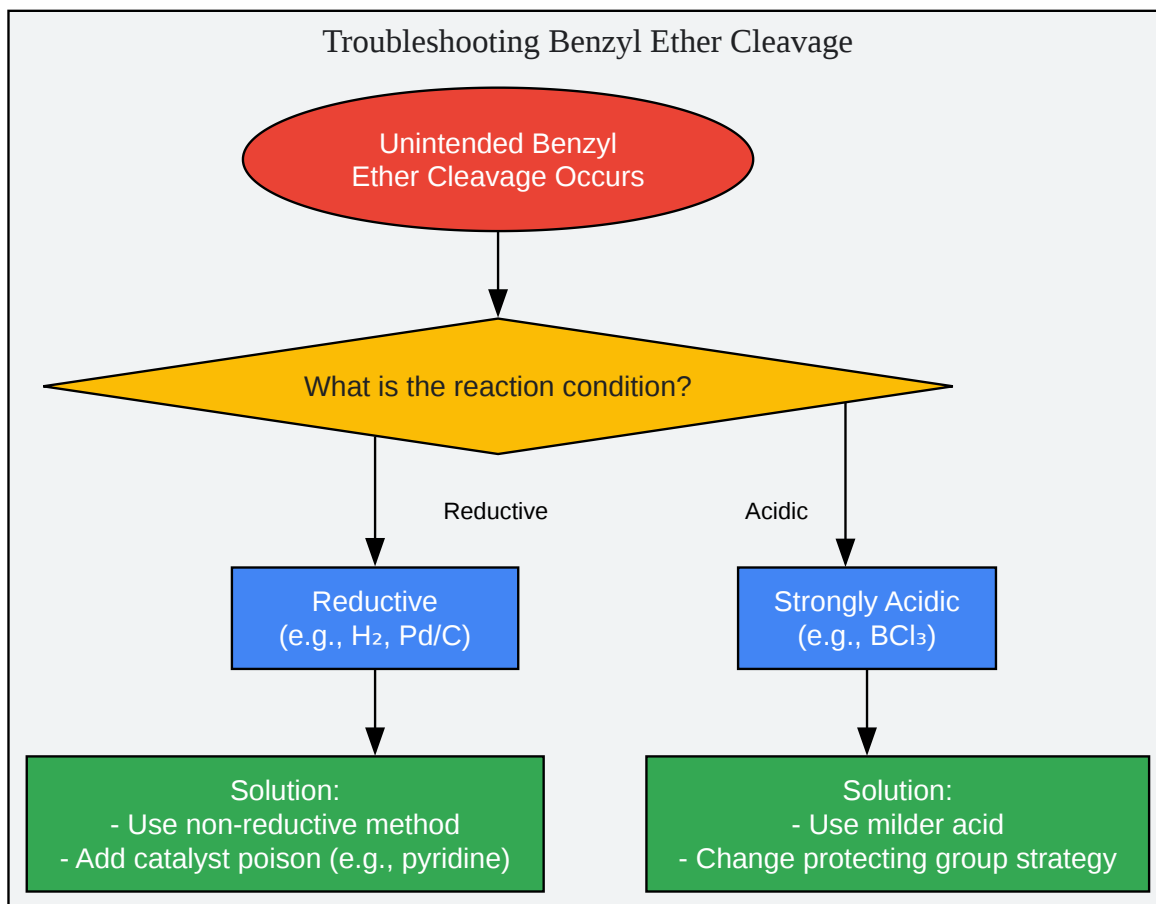 Troubleshooting Benzyl Ether Cleavage
Unintended Benzyl
Ether Cleavage Occurs
What is the reaction condition?
Reductive
Acidic
Reductive
(e.g., H₂, Pd/C)
Strongly Acidic
(e.g., BCl₃)
Solution:
- Use non-reductive method
- Add catalyst poison (e.g., pyridine)
Solution:
- Use milder acid
- Change protecting group strategy